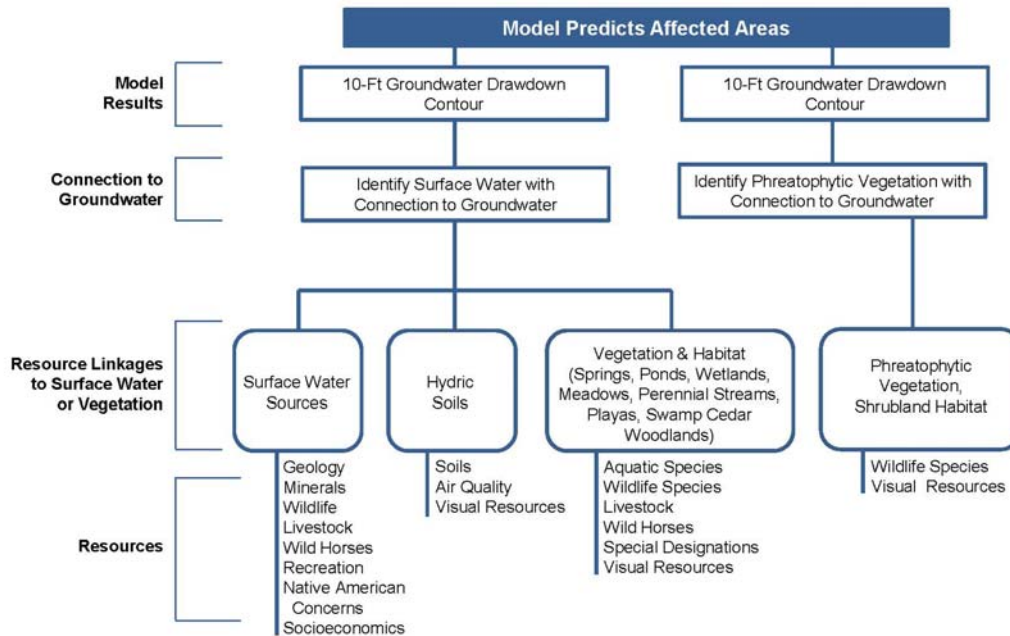 Model Predicts Affected Areas
Model
Results
10-Ft Groundwater Drawdown
Contour
10-Ft Groundwater Drawdown
Contour
Connection to
Groundwater
Identify Surface Water with
Connection to Groundwater
Identify Phreatophytic Vegetation with
Connection to Groundwater
Resource Linkages
to Surface Water
or Vegetation
Surface Water
Sources
Hydric
Soils
Vegetation & Habitat
(Springs, Ponds, Wetlands,
Meadows, Perennial Streams,
Playas, Swamp Cedar
Woodlands)
Phreatophytic
Vegetation,
Shrubland Habitat
Resources
Geology
Minerals
Wildlife
Livestock
Wild Horses
Recreation
Native American
Concerns
Socioeconomics
Soils
Air Quality
Visual Resources
Aquatic Species
Wildlife Species
Livestock
Wild Horses
Special Designations
Visual Resources
Wildlife Species
Visual Resources